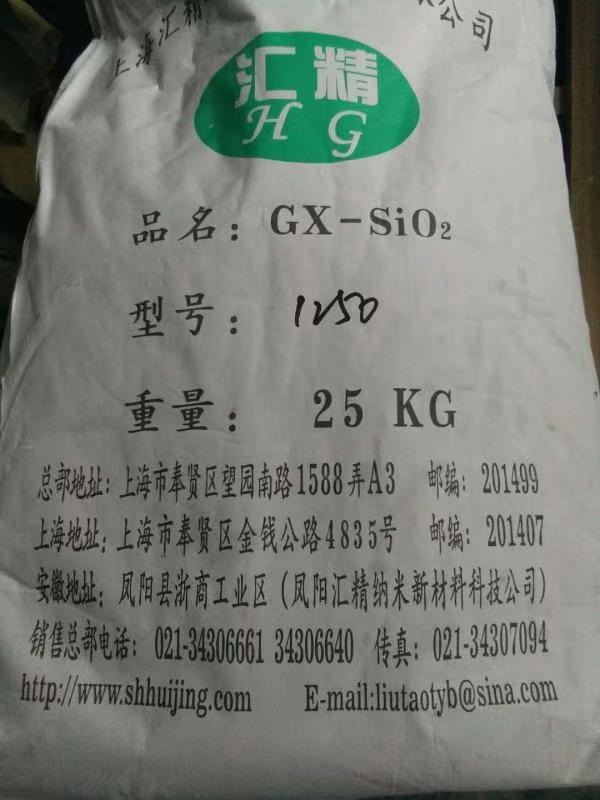 上海汇精
公司
汇精
HG
品名：GX-SiO₂
型号：1250
重量：25 KG
总部地址：上海市奉贤区望园南路1588弄A3 邮编：201499
上海地址：上海市奉贤区金钱公路4835号 邮编：201407
安徽地址：凤阳县浙商工业区（凤阳汇精纳米新材料科技公司）
销售总部电话：021-34306661 34306640 传真：021-34307094
http://www.shhuijing.com E-mail:liutaotyb@sina.com